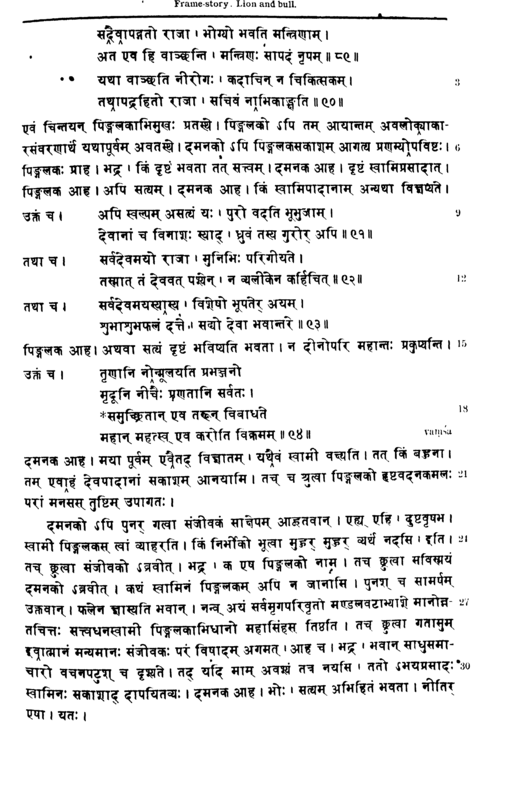 Frame-story. Lion and bull.
सदैवापद्गतो राजा । भोग्यो भवति मन्त्रिणाम् ।
अत एव हि वाञ्छन्ति । मन्त्रिणः सापदं नृपम् ॥ ८९ ॥
यथा वाञ्छति नीरोगः । कदाचिन् न चिकित्सकम् । 3
तथापद्रहितो राजा । सचिवं नाभिकाङ्क्षति ॥ ९० ॥
एवं चिन्तयन् पिङ्गलकाभिमुखः प्रतस्थे । पिङ्गलको ऽपि तम् आयान्तम् अवलोक्याका-
रसंवरणार्थं यथापूर्वम् अवतस्थे । दमनको ऽपि पिङ्गलकसकाशम् आगत्य प्रणम्योपविष्टः । 6
पिङ्गलकः प्राह । भद्र । किं दृष्टं भवता तत् सत्त्वम् । दमनक आह । दृष्टं स्वामिप्रसादात् ।
पिङ्गलक आह । अपि सत्यम् । दमनक आह । किं स्वामिपादानाम् अन्यथा विज्ञप्यते ।
उक्तं च । अपि स्वल्पम् असत्यं यः । पुरो वदति भूभुजाम् । 9
देवानां च विनाशः स्याद् । ध्रुवं तस्य गुरोर् अपि ॥ ९१ ॥
तथा च । सर्वदेवमयो राजा । मुनिभिः परिगीयते ।
तस्मात् तं देववत् पश्येन् । न व्यलीकेन कर्हिचित् ॥ ९२ ॥ 12
तथा च । सर्वदेवमयस्यास्य । विशेषो भूपतेर् अयम् ।
शुभाशुभफलं दत्ते । सद्यो देवा भवान्तरे ॥ ९३ ॥
पिङ्गलक आह । अथवा सत्यं दृष्टं भविष्यति भवता । न दीनोपरि महान्तः प्रकुप्यन्ति । 15
उक्तं च । तृणानि नोन्मूलयति प्रभञ्जनो
मृदूनि नीचैः प्रणतानि सर्वतः ।
*समुच्छ्रितान् एव तरून् विबाधते 18
महान् महत्स्व् एव करोति विक्रमम् ॥ ९४ ॥ vaṃśa
दमनक आह । मया पूर्वम् एवैतद् विज्ञातम् । यथैवं स्वामी वक्ष्यति । तत् किं बहुना ।
तम् एवाहं देवपादानां सकाशम् आनयामि । तच् च श्रुत्वा पिङ्गलको हृष्टवदनकमलः 21
परां मनसस् तुष्टिम् उपागतः ।
दमनको ऽपि पुनर् गत्वा संजीवकं साक्षेपम् आहूतवान् । एह्य् एहि । दुष्टवृषभ ।
स्वामी पिङ्गलकस् त्वां व्याहरति । किं निर्भीको भूत्वा मुहुर् मुहुर् व्यर्थं नदसि । इति । 24
तच् छ्रुत्वा संजीवको ऽब्रवीत् । भद्र । क एष पिङ्गलको नाम । तच् छ्रुत्वा सविस्मयं
दमनको ऽब्रवीत् । कथं स्वामिनं पिङ्गलकम् अपि न जानासि । पुनश् च सामर्षम्
उक्तवान् । फलेन ज्ञास्यति भवान् । नन्व् अयं सर्वमृगपरिवृतो मण्डलवटाभ्याशे मानोन्न- 27
तचित्तः सत्त्वधनस्वामी पिङ्गलकाभिधानो महासिंहस् तिष्ठति । तच् छ्रुत्वा गतासुम्
इवात्मानं मन्यमानः संजीवकः परं विषादम् अगमत् । आह च । भद्र । भवान् साधुसमा-
चारो वचनपटुश् च दृश्यते । तद् यदि माम् अवश्यं तत्र नयसि । ततो ऽभयप्रसादः 30
स्वामिनः सकाशाद् दापयितव्यः । दमनक आह । भोः । सत्यम् अभिहितं भवता । नीतिर्
एषा । यतः ।